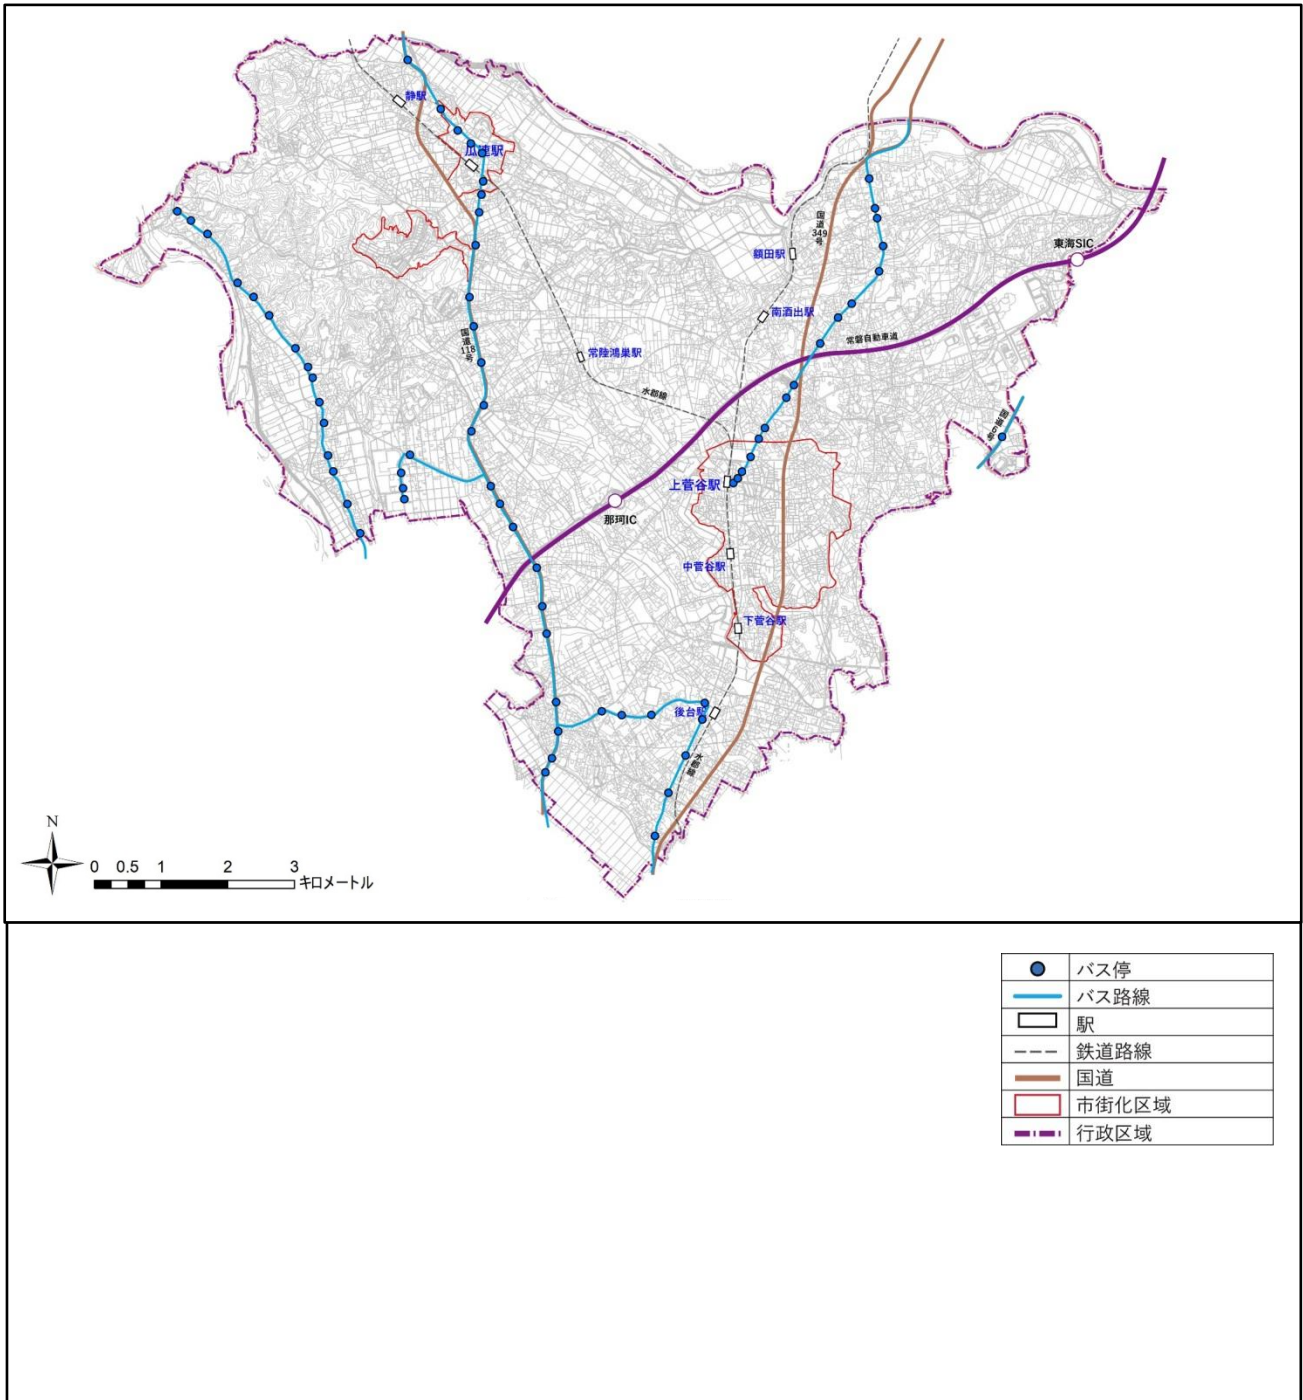 静駅
瓜連駅
国道349号
額田駅
東海SIC
南酒出駅
国道118号
常陸鴻巣駅
常磐自動車道
水郡線
国道6号
上菅谷駅
那珂IC
中菅谷駅
下菅谷駅
後台駅
水郡線
N
0 0.5 1 2 3
キロメートル
バス停
バス路線
駅
鉄道路線
国道
市街化区域
行政区域